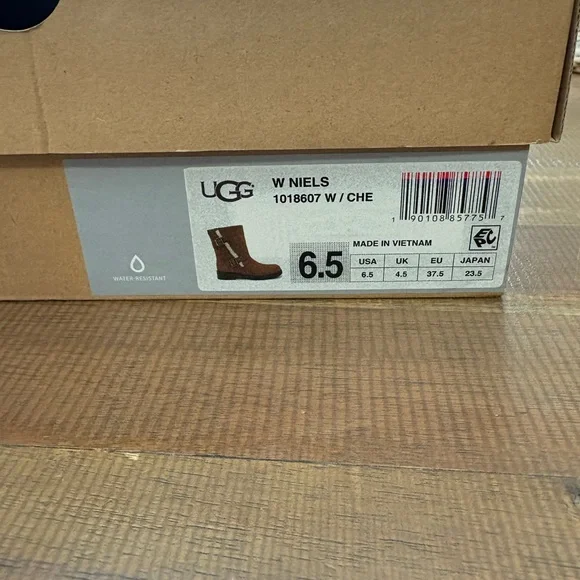 UGG
W NIELS
1018607 W / CHE
1 90108 85775 7
MADE IN VIETNAM
EPC
6.5
USA UK EU JAPAN
6.5 4.5 37.5 23.5
WATER-RESISTANT